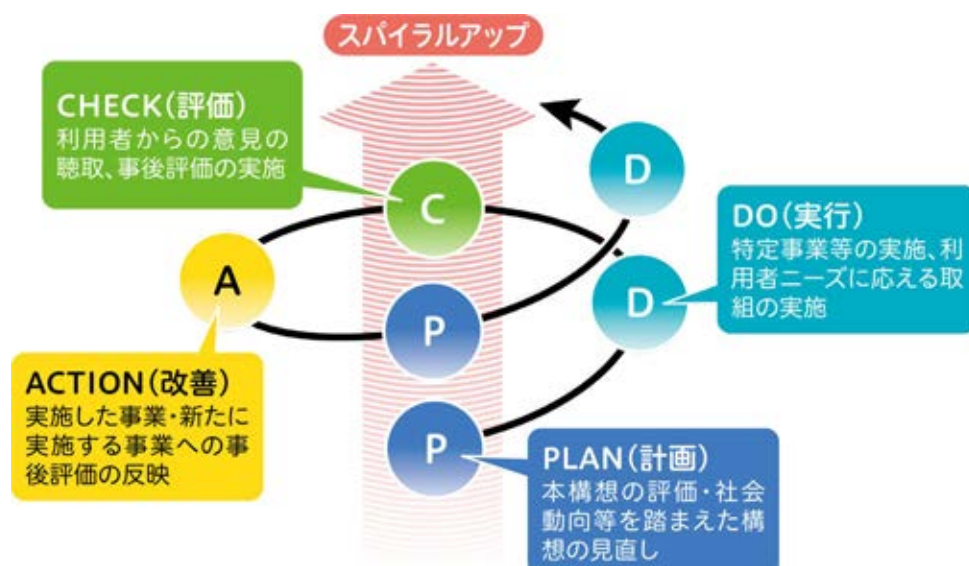 スパイラルアップ
CHECK(評価)
利用者からの意見の
聴取、事後評価の実施
C
D
A
P
D
DO(実行)
特定事業等の実施、利
用者ニーズに応える取
組の実施
ACTION(改善)
実施した事業・新たに
実施する事業への事
後評価の反映
P
PLAN(計画)
本構想の評価・社会
動向等を踏まえた構
想の見直し